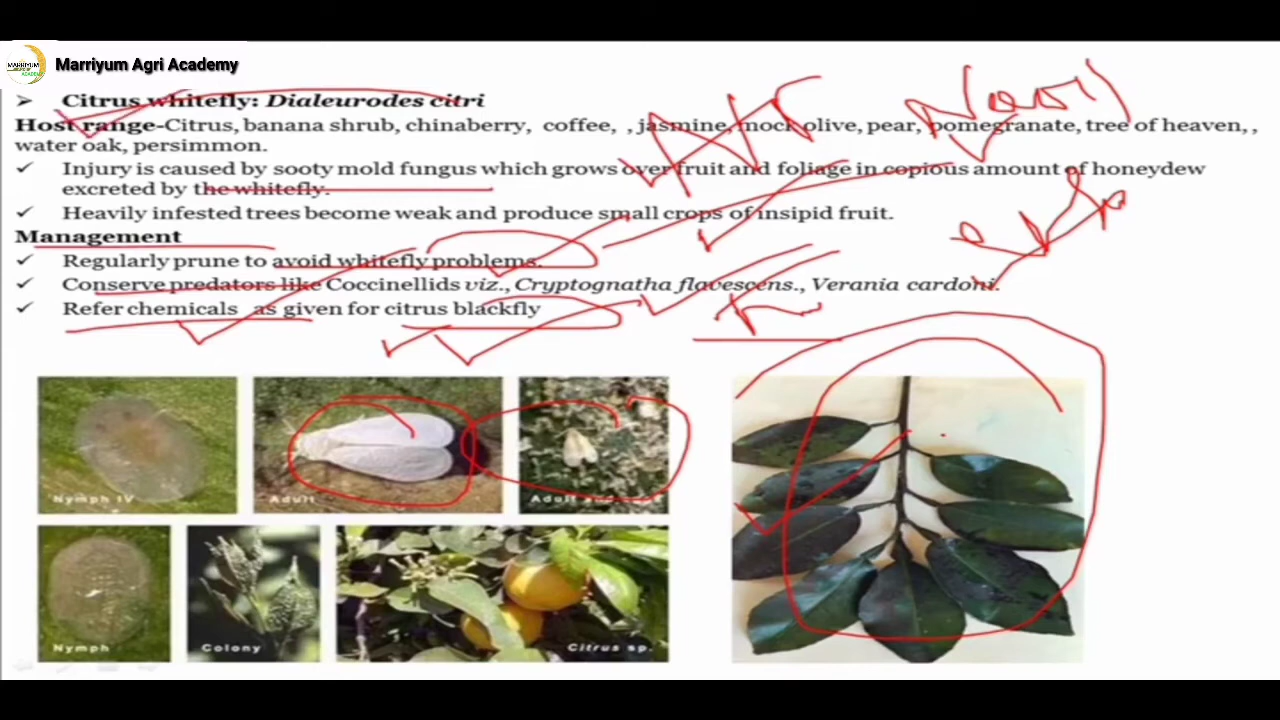 Marriyum Agri Academy
MARRIYUM
ACADEMY
➤ Citrus whitefly: Dialeurodes citri
Host range-Citrus, banana shrub, chinaberry, coffee, , jasmine, mock olive, pear, pomegranate, tree of heaven, ,
water oak, persimmon.
✓ Injury is caused by sooty mold fungus which grows over fruit and foliage in copious amount of honeydew
excreted by the whitefly.
✓ Heavily infested trees become weak and produce small crops of insipid fruit.
Management
✓ Regularly prune to avoid whitefly problems.
✓ Conserve predators like Coccinellids viz., Cryptognatha flavescens., Verania cardoni.
✓ Refer chemicals as given for citrus blackfly
Nymph IV
Adult
Adult and
Nymph
Colony
Citrus sp.